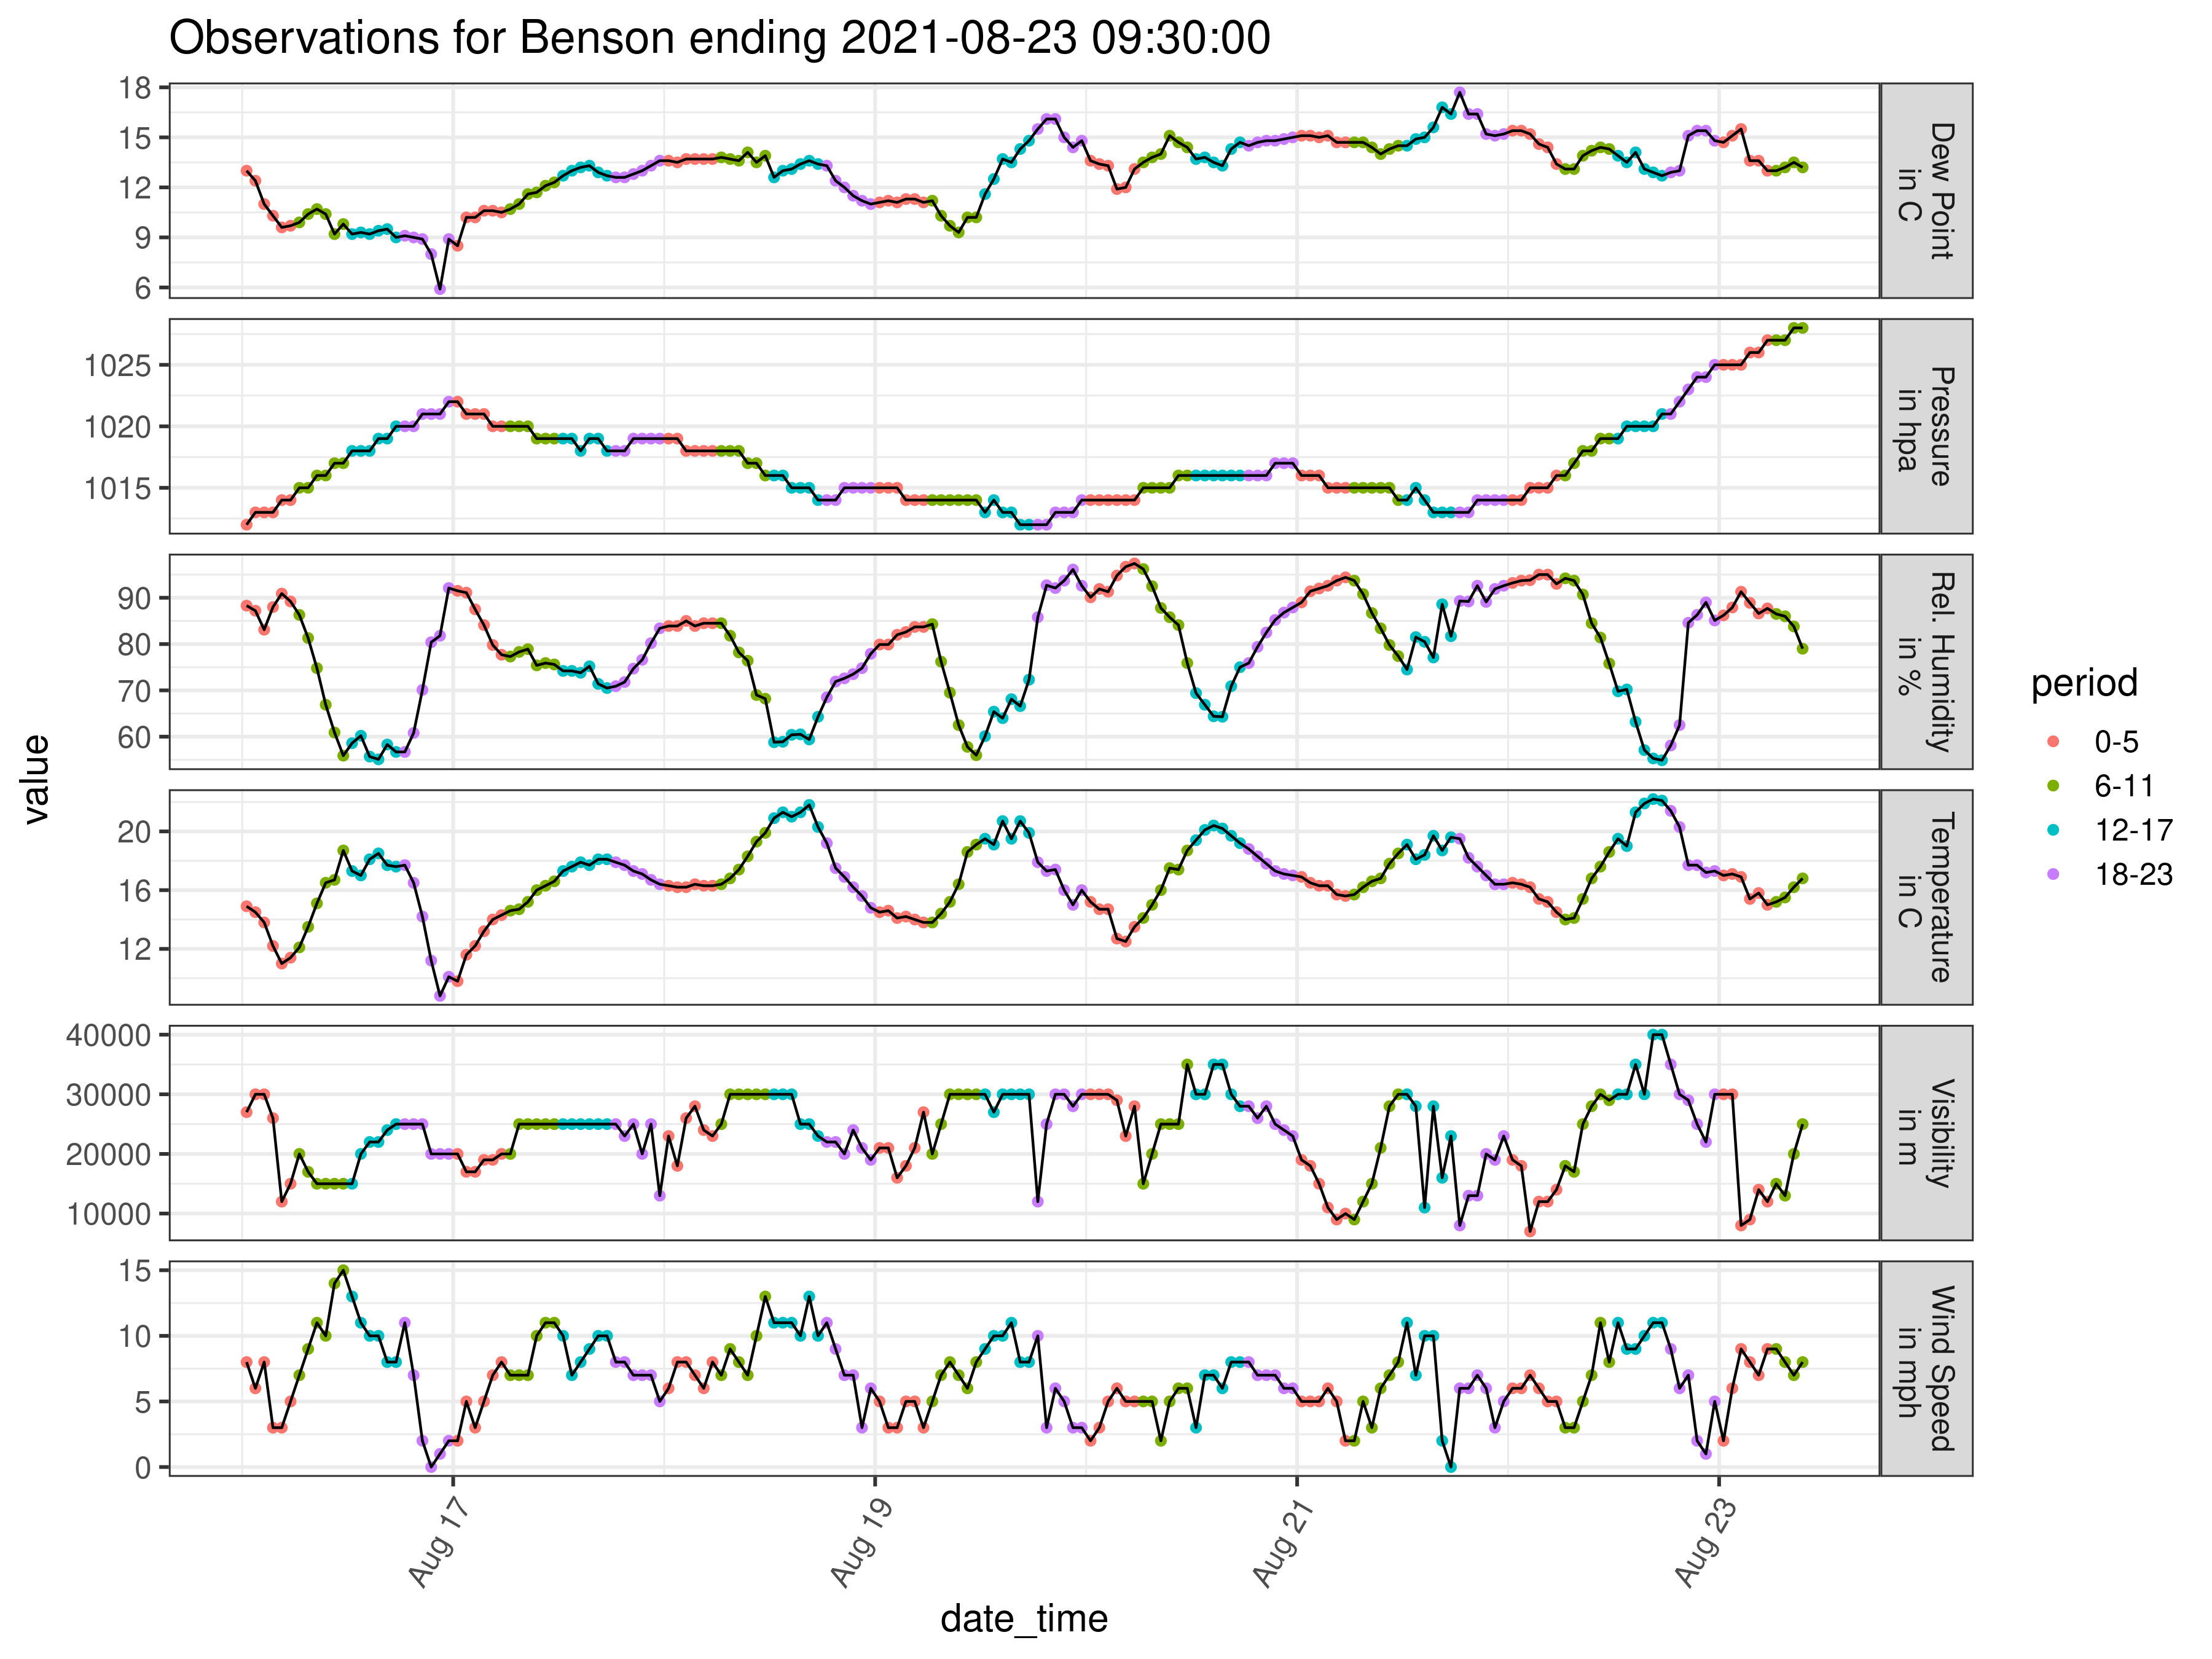 Observations for Benson ending 2021-08-23 09:30:00
18
15
12
9
6
Dew Point
in C
1025
1020
1015
Pressure
in hpa
90
80
70
60
Rel. Humidity
in %
20
16
12
Temperature
in C
40000
30000
20000
10000
Visibility
in m
15
10
5
0
Wind Speed
in mph
value
Aug 17
Aug 19
Aug 21
Aug 23
date_time
period
0-5
6-11
12-17
18-23